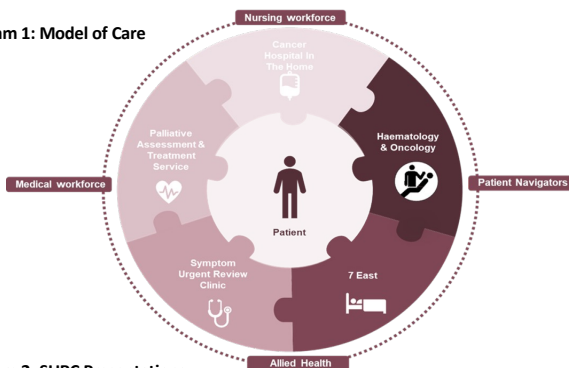 Nursing workforce
am 1: Model of Care
Cancer
Hospital In
The Home
Palliative
Assessment &
Treatment
Service
Haematology
& Oncology
Medical workforce
Patient Navigators
Patient
Symptom
Urgent Review
Clinic
7 East
Allied Health